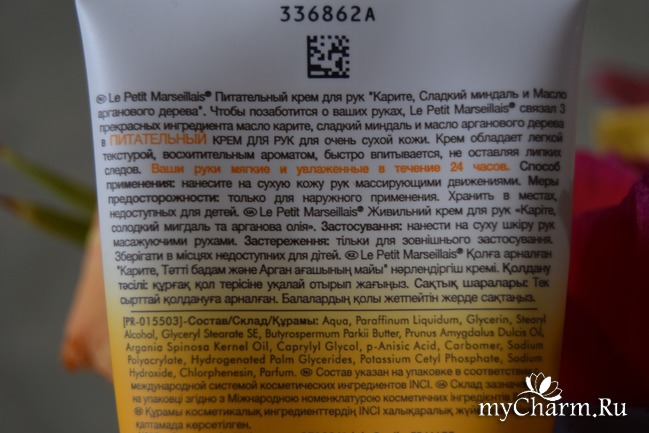 336862A
Le Petit Marseillais® Питательный крем для рук "Карите, Сладкий миндаль и Масло
арганового дерева". Чтобы позаботится о ваших руках, Le Petit Marseillais® связал 3
прекрасных ингредиента масло карите, сладкий миндаль и масло арганового дерева
в ПИТАТЕЛЬНЫЙ КРЕМ ДЛЯ РУК для очень сухой кожи. Крем обладает легкой
текстурой, восхитительным ароматом, быстро впитывается, не оставляя липких
следов. Ваши руки мягкие и увлаженные в течение 24 часов. Способ
применения: нанесите на сухую кожу рук массирующими движениями. Меры
предосторожности: только для наружного применения. Хранить в местах,
недоступных для детей. Le Petit Marseillais® Живильний крем для рук «Каріте,
солодкий мигдаль та арганова олія». Застосування: нанести на суху шкіру рук
масажуючими рухами. Застереження: тільки для зовнішнього застосування.
Зберігати в місцях недоступних для дітей. Le Petit Marseillais® Қолға арналған
"Карите, Тәтті бадам және Арган ағашының майы" нәрлендіргіш кремі. Қолдану
тәсілі: құрғақ қол терісіне уқалай отырып жағыңыз. Сақтық шаралары: Тек
сырттай қолдануға арналған. Балалардың қолы жетпейтін жерде сақтаңыз.
[PR-015503]-Состав/Склад/Құрамы: Aqua, Paraffinum Liquidum, Glycerin, Stearyl
Alcohol, Glyceryl Stearate SE, Butyrospermum Parkii Butter, Prunus Amygdalus Dulcis Oil,
Argania Spinosa Kernel Oil, Caprylyl Glycol, p-Anisic Acid, Carbomer, Sodium
Polyacrylate, Hydrogenated Palm Glycerides, Potassium Cetyl Phosphate, Sodium
Hydroxide, Chlorphenesin, Parfum. Состав указан на упаковке в соответствии
международной системой косметических ингредиентов INCI. Склад зазначе
на упаковці згідно з Міжнародною номенклатурою косметичних інгредієнтів
Құрамы косметикалық ингредиенттердің INCI халықаралық жүй
қаптамада көрсетілген.
myCharm.Ru